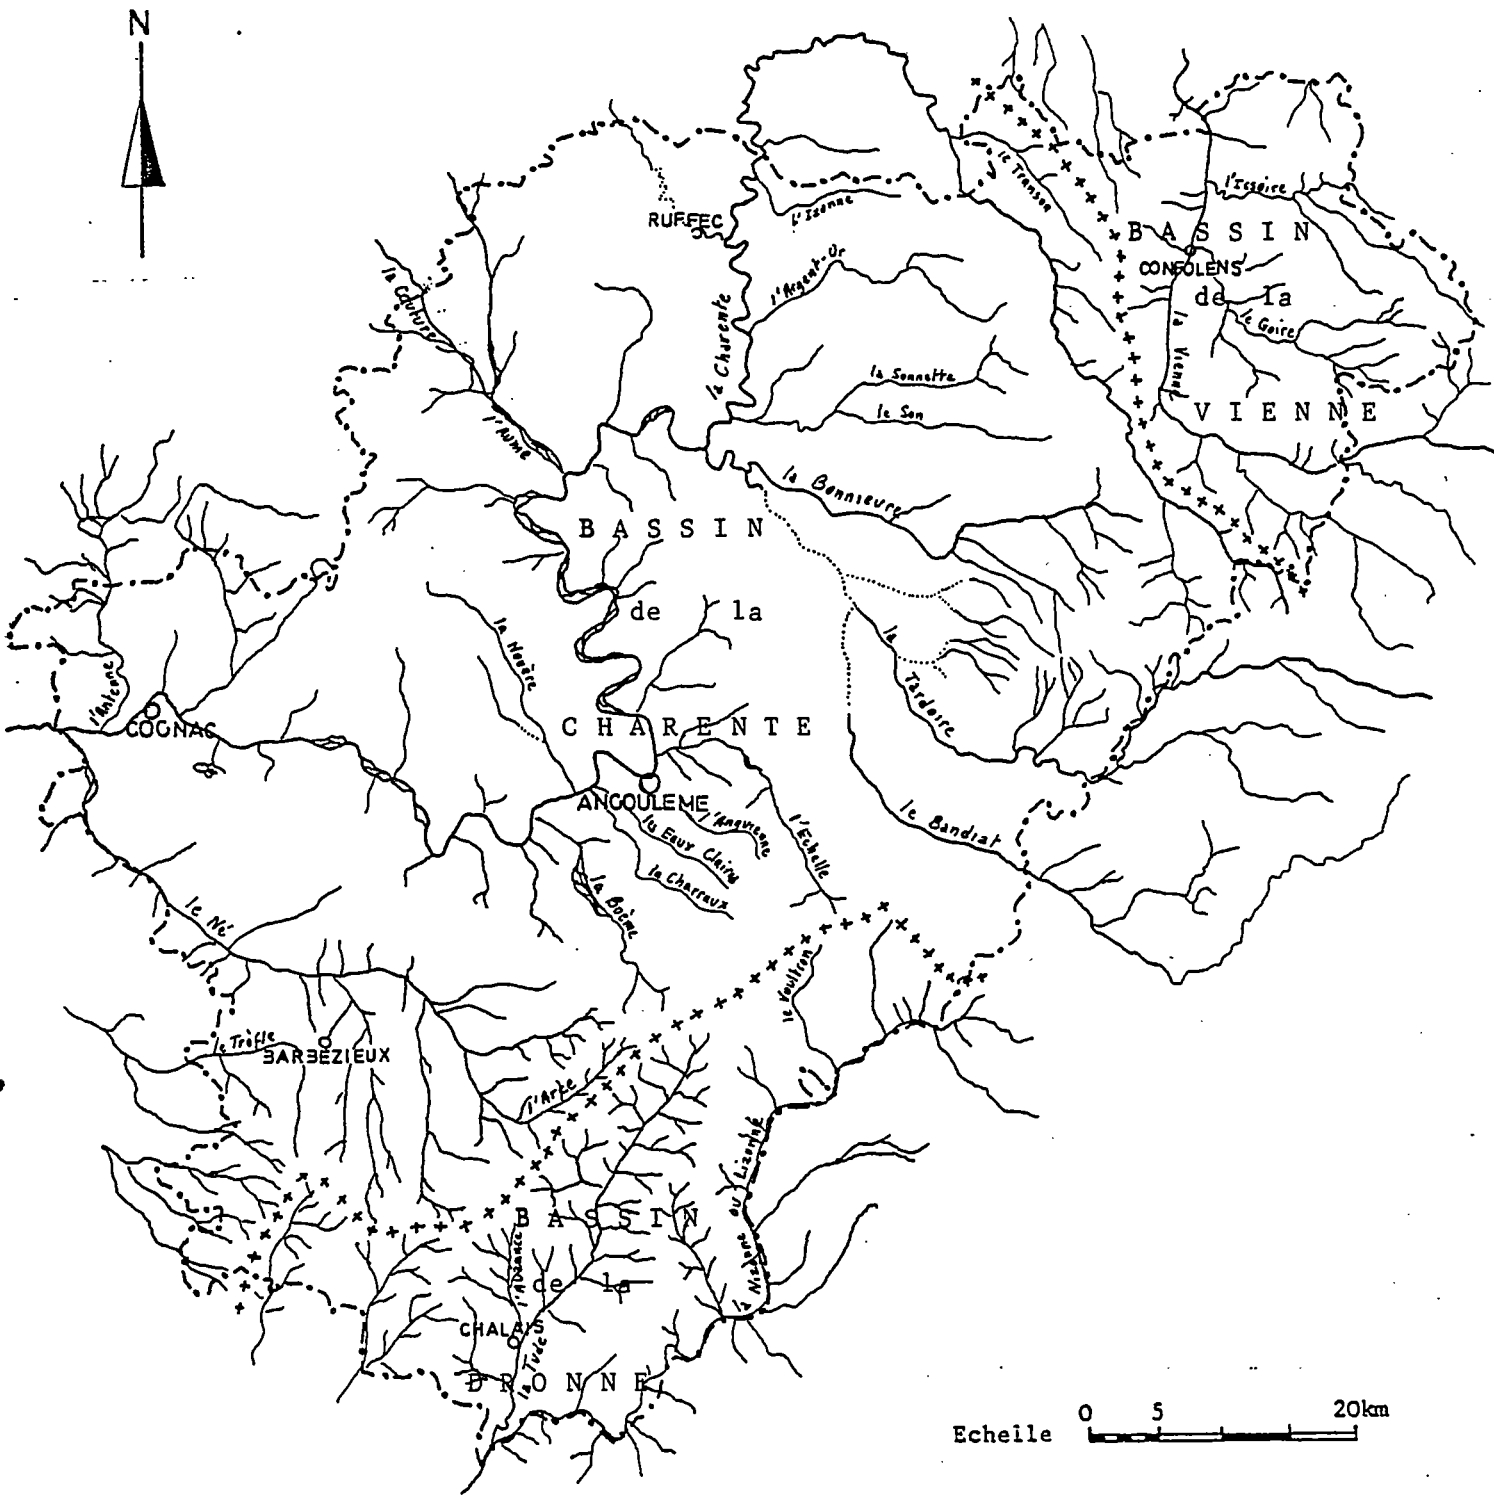 N
le Transon
l'Issoire
RUFFEC
l'Izonne
BASSIN
CONFOLENS
de la
la Couture
l'Argent-Or
la Charente
le Goire
la Vienne
la Sonnette
VIENNE
le Son
l'Aume
la Bonnieure
BASSIN
de la
la Nouère
la Tardoire
l'Antenne
COGNAC
CHARENTE
ANGOULEME
l'Anguienne
les Eaux Claires
l'Echelle
le Bandiat
la Charraux
la Boëme
le Né
le Voultron
le Trèfle
BARBEZIEUX
l'Arce
la Nizonne ou Lizonne
BASSIN
l'Auzance
de la
CHALAIS
la Tude
DRONNE
0 5 20km
Echelle